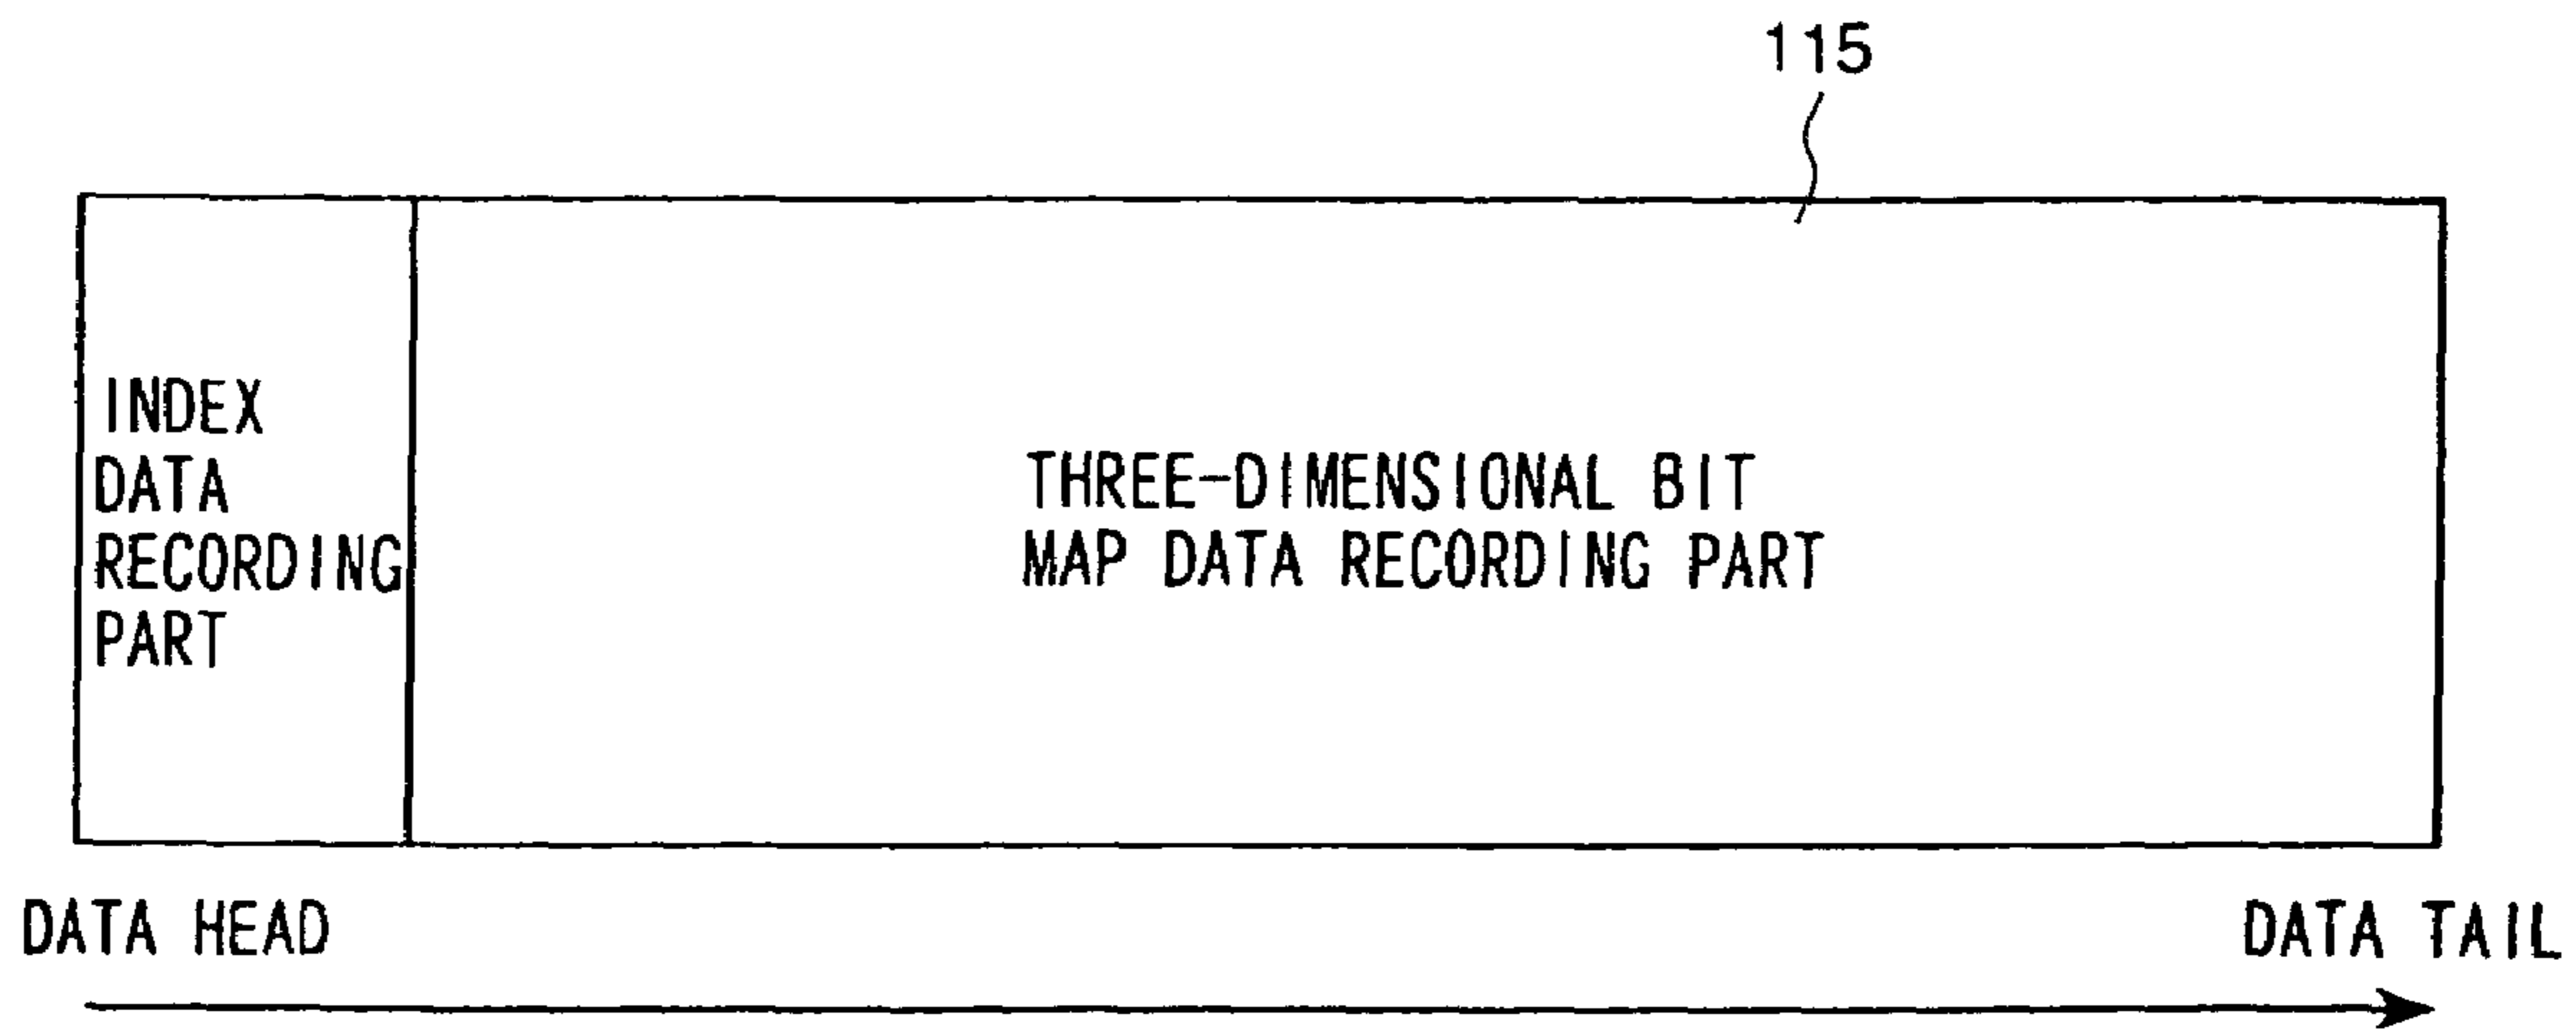 115
INDEX
DATA
RECORDING
PART
THREE-DIMENSIONAL BIT
MAP DATA RECORDING PART
DATA HEAD
DATA TAIL